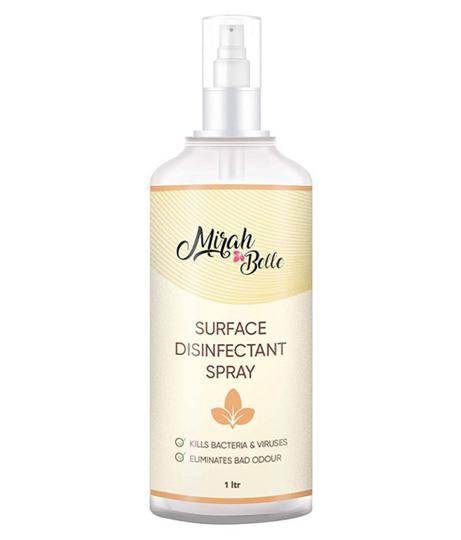 Mirah
Belle
SURFACE
DISINFECTANT
SPRAY
KILLS BACTERIA & VIRUSES
ELIMINATES BAD ODOUR
1 ltr